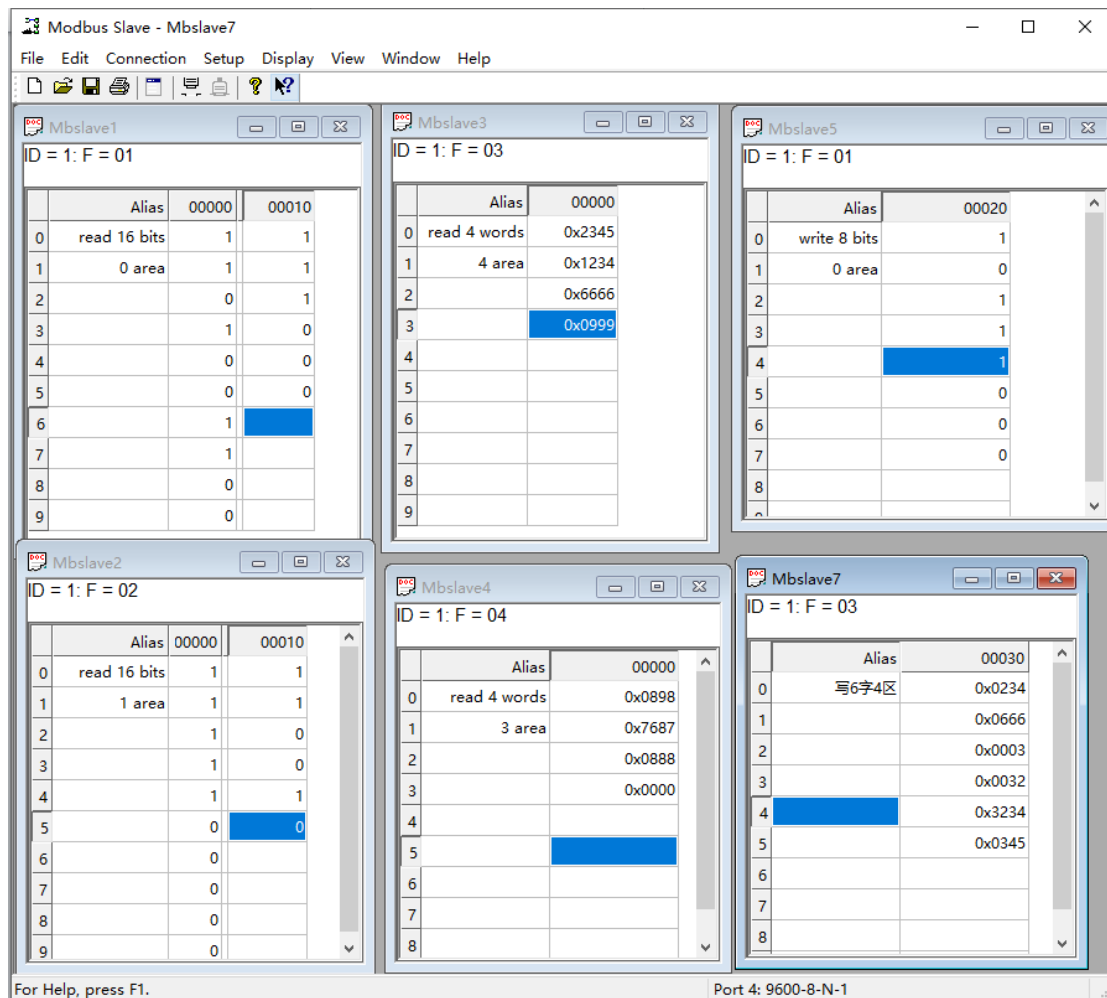 Modbus Slave - Mbslave7
File Edit Connection Setup Display View Window Help
Mbslave1
ID = 1: F = 01
Alias 00000 00010
0 read 16 bits 1 1
1 0 area 1 1
2 0 1
3 1 0
4 0 0
5 0 0
6 1
7 1
8 0
9 0
Mbslave3
ID = 1: F = 03
Alias 00000
0 read 4 words 0x2345
1 4 area 0x1234
2 0x6666
3 0x0999
4
5
6
7
8
9
Mbslave5
ID = 1: F = 01
Alias 00020
0 write 8 bits 1
1 0 area 0
2 1
3 1
4 1
5 0
6 0
7 0
8
Mbslave2
ID = 1: F = 02
Alias 00000 00010
0 read 16 bits 1 1
1 1 area 1 1
2 1 0
3 1 0
4 1 1
5 0 0
6 0
7 0
8 0
9 0
Mbslave4
ID = 1: F = 04
Alias 00000
0 read 4 words 0x0898
1 3 area 0x7687
2 0x0888
3 0x0000
4
5
6
7
8
Mbslave7
ID = 1: F = 03
Alias 00030
0 写6字4区 0x0234
1 0x0666
2 0x0003
3 0x0032
4 0x3234
5 0x0345
6
7
8
For Help, press F1. Port 4: 9600-8-N-1